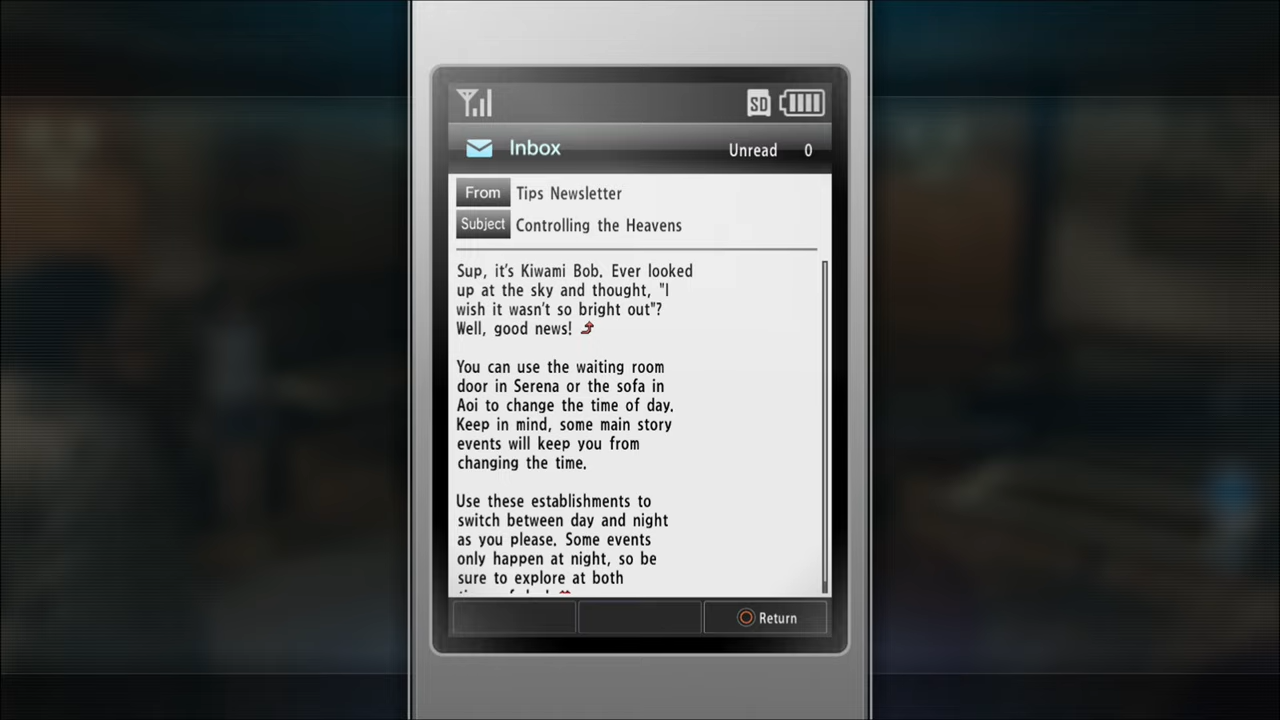 SD
Inbox
Unread 0
From Tips Newsletter
Subject Controlling the Heavens
Sup, it's Kiwami Bob. Ever looked
up at the sky and thought, "I
wish it wasn't so bright out"?
Well, good news!
You can use the waiting room
door in Serena or the sofa in
Aoi to change the time of day.
Keep in mind, some main story
events will keep you from
changing the time.
Use these establishments to
switch between day and night
as you please. Some events
only happen at night, so be
sure to explore at both
Return